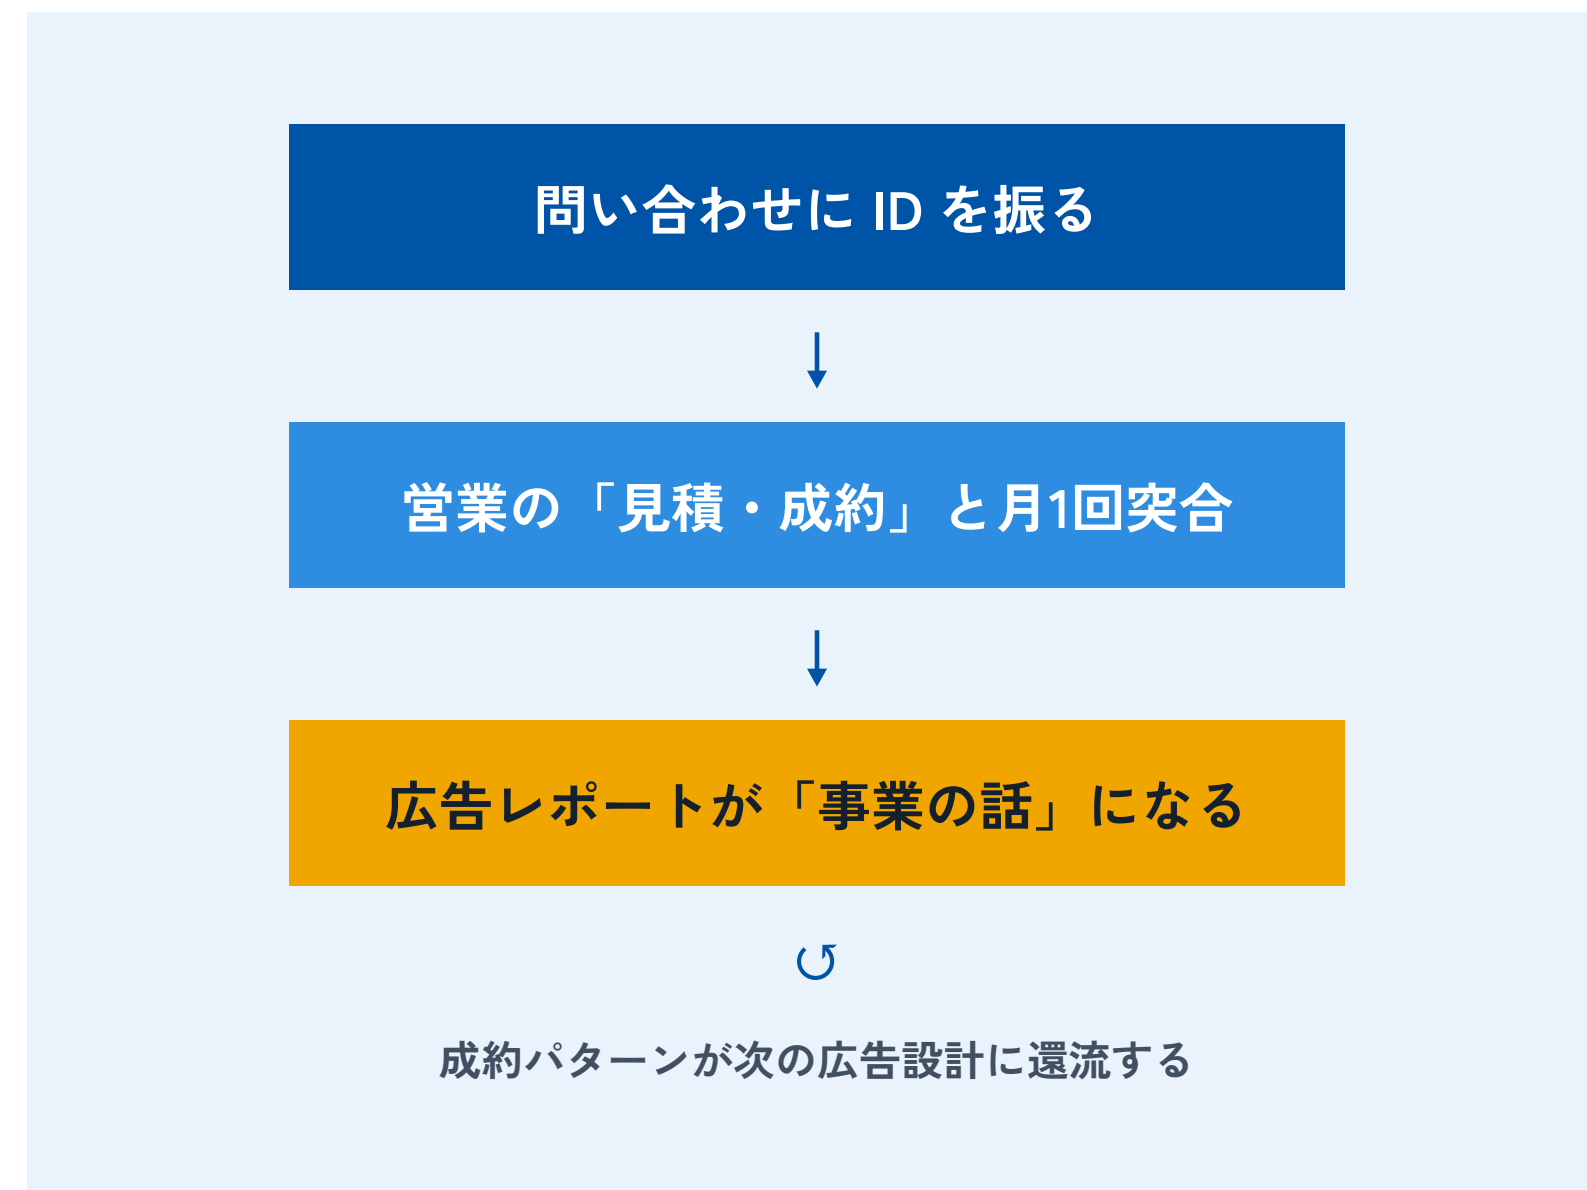 問い合わせに ID を振る
営業の「見積・成約」と月1回突合
広告レポートが「事業の話」になる
成約パターンが次の広告設計に還流する